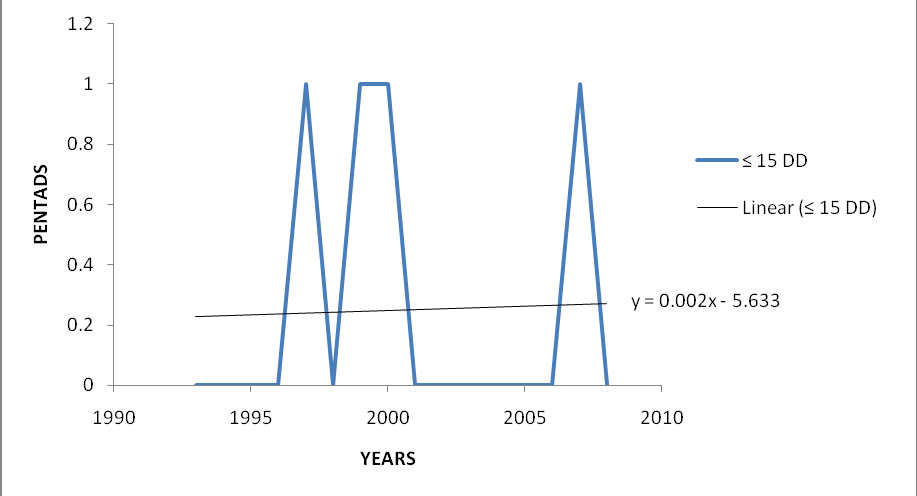 1.2
1
0.8
0.6
0.4
0.2
0
PENTADS
1990 1995 2000 2005 2010
YEARS
≤ 15 DD
Linear (≤ 15 DD)
y = 0.002x - 5.633